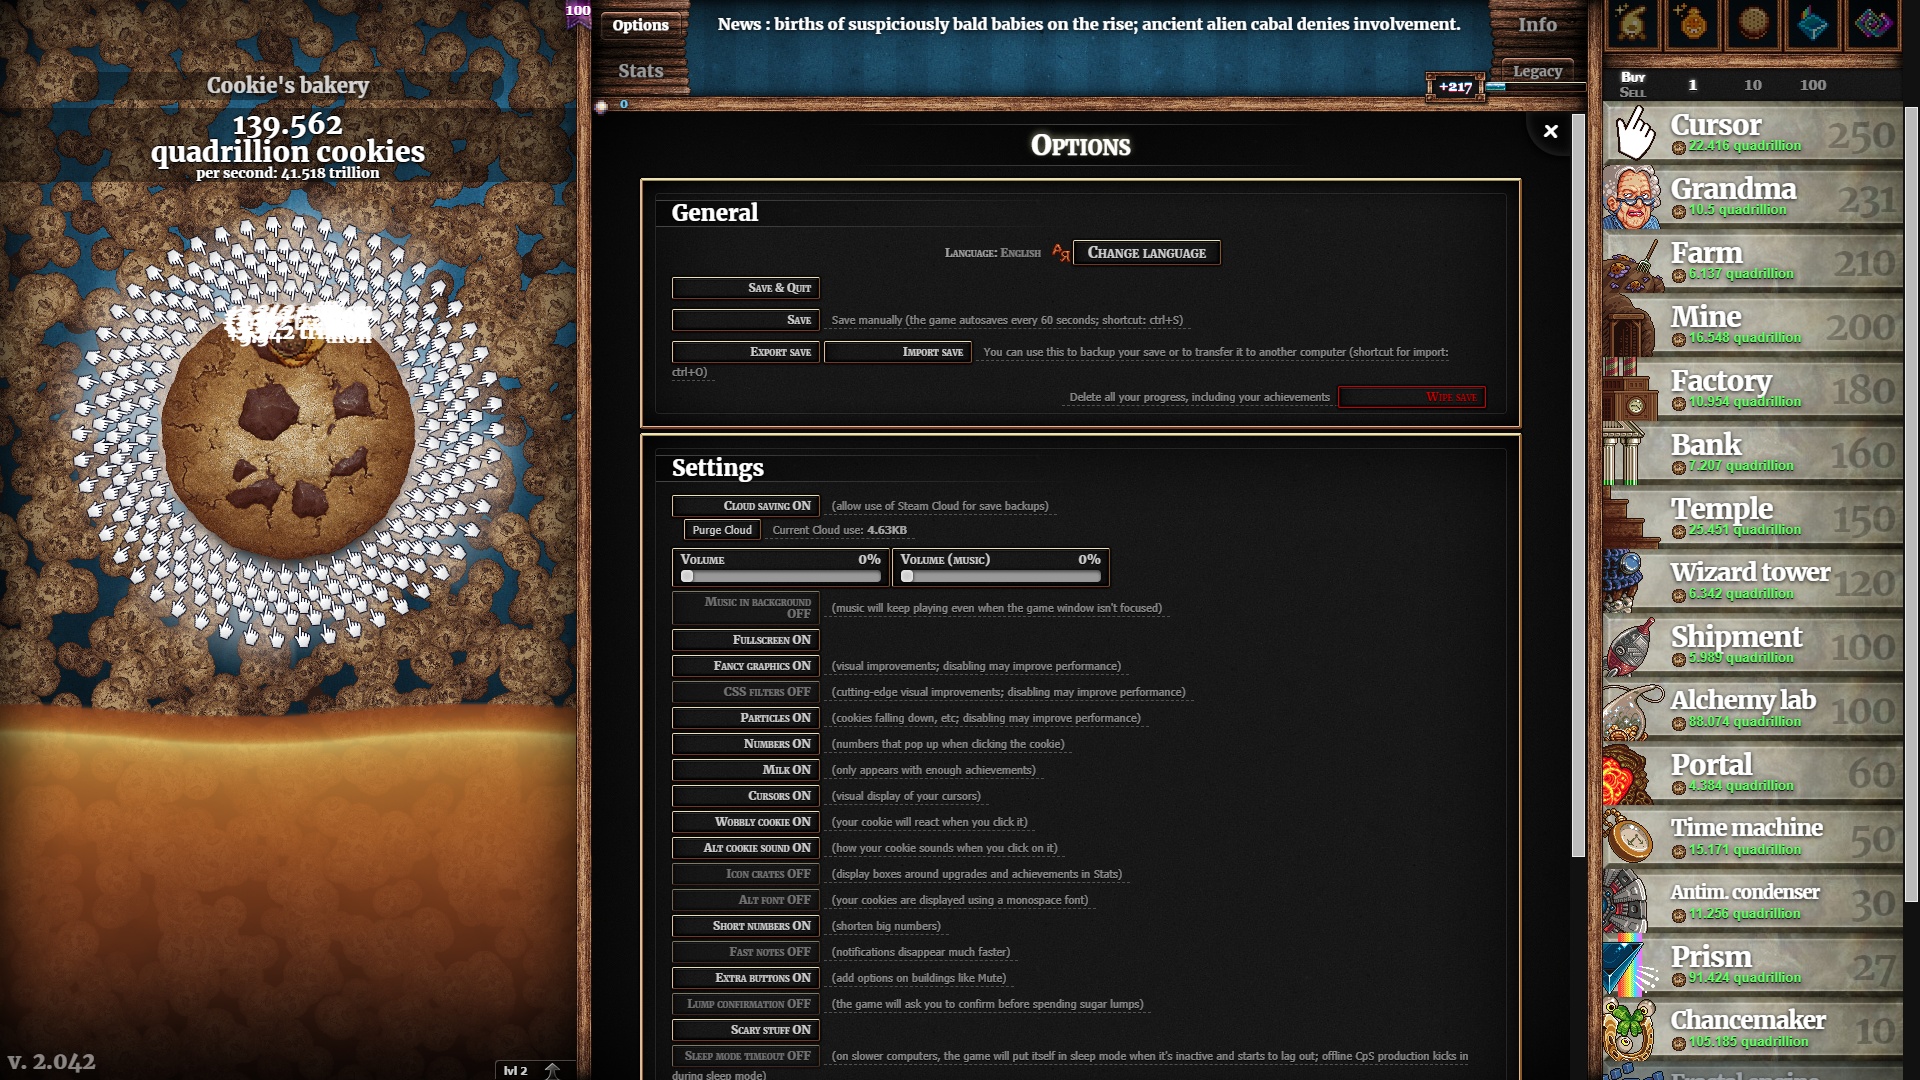 100
Cookie's bakery
139.562
quadrillion cookies
per second: 41.518 trillion
v. 2.042
lvl 2
Options
Stats
News : births of suspiciously bald babies on the rise; ancient alien cabal denies involvement.
Info
Legacy
+217
0
Options
General
Language: English
Change language
Save & Quit
Save Save manually (the game autosaves every 60 seconds; shortcut: ctrl+S)
Export save Import save You can use this to backup your save or to transfer it to another computer (shortcut for import:
ctrl+O)
Delete all your progress, including your achievements Wipe save
Settings
Cloud saving ON (allow use of Steam Cloud for save backups)
Purge Cloud Current Cloud use: 4.63KB
Volume 0% Volume (music) 0%
Music in background
OFF (music will keep playing even when the game window isn't focused)
Fullscreen ON
Fancy graphics ON (visual improvements; disabling may improve performance)
CSS filters OFF (cutting-edge visual improvements; disabling may improve performance)
Particles ON (cookies falling down, etc; disabling may improve performance)
Numbers ON (numbers that pop up when clicking the cookie)
Milk ON (only appears with enough achievements)
Cursors ON (visual display of your cursors)
Wobbly cookie ON (your cookie will react when you click it)
Alt cookie sound ON (how your cookie sounds when you click on it)
Icon crates OFF (display boxes around upgrades and achievements in Stats)
Alt font OFF (your cookies are displayed using a monospace font)
Short numbers ON (shorten big numbers)
Fast notes OFF (notifications disappear much faster)
Extra buttons ON (add options on buildings like Mute)
Lump confirmation OFF (the game will ask you to confirm before spending sugar lumps)
Scary stuff ON
Sleep mode timeout OFF (on slower computers, the game will put itself in sleep mode when it's inactive and starts to lag out; offline CpS production kicks in
during sleep mode)
Buy
Sell
1 10 100
Cursor 250
22.416 quadrillion
Grandma 231
10.5 quadrillion
Farm 210
6.137 quadrillion
Mine 200
16.548 quadrillion
Factory 180
10.954 quadrillion
Bank 160
7.207 quadrillion
Temple 150
25.451 quadrillion
Wizard tower 120
6.342 quadrillion
Shipment 100
5.989 quadrillion
Alchemy lab 100
88.074 quadrillion
Portal 60
4.384 quadrillion
Time machine 50
15.171 quadrillion
Antim. condenser 30
11.256 quadrillion
Prism 27
91.424 quadrillion
Chancemaker 10
105.185 quadrillion